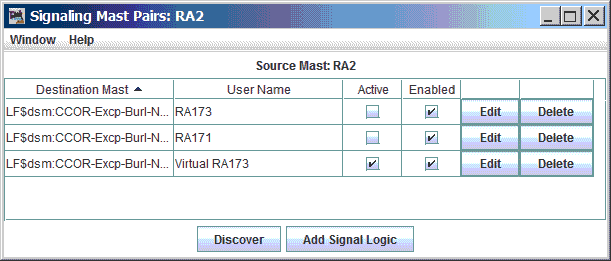 Signaling Mast Pairs: RA2
Window Help
Source Mast: RA2
Destination Mast User Name Active Enabled
LF$dsm:CCOR-Excp-Burl-N... RA173 Edit Delete
LF$dsm:CCOR-Excp-Burl-N... RA171 Edit Delete
LF$dsm:CCOR-Excp-Burl-N... Virtual RA173 Edit Delete
Discover Add Signal Logic